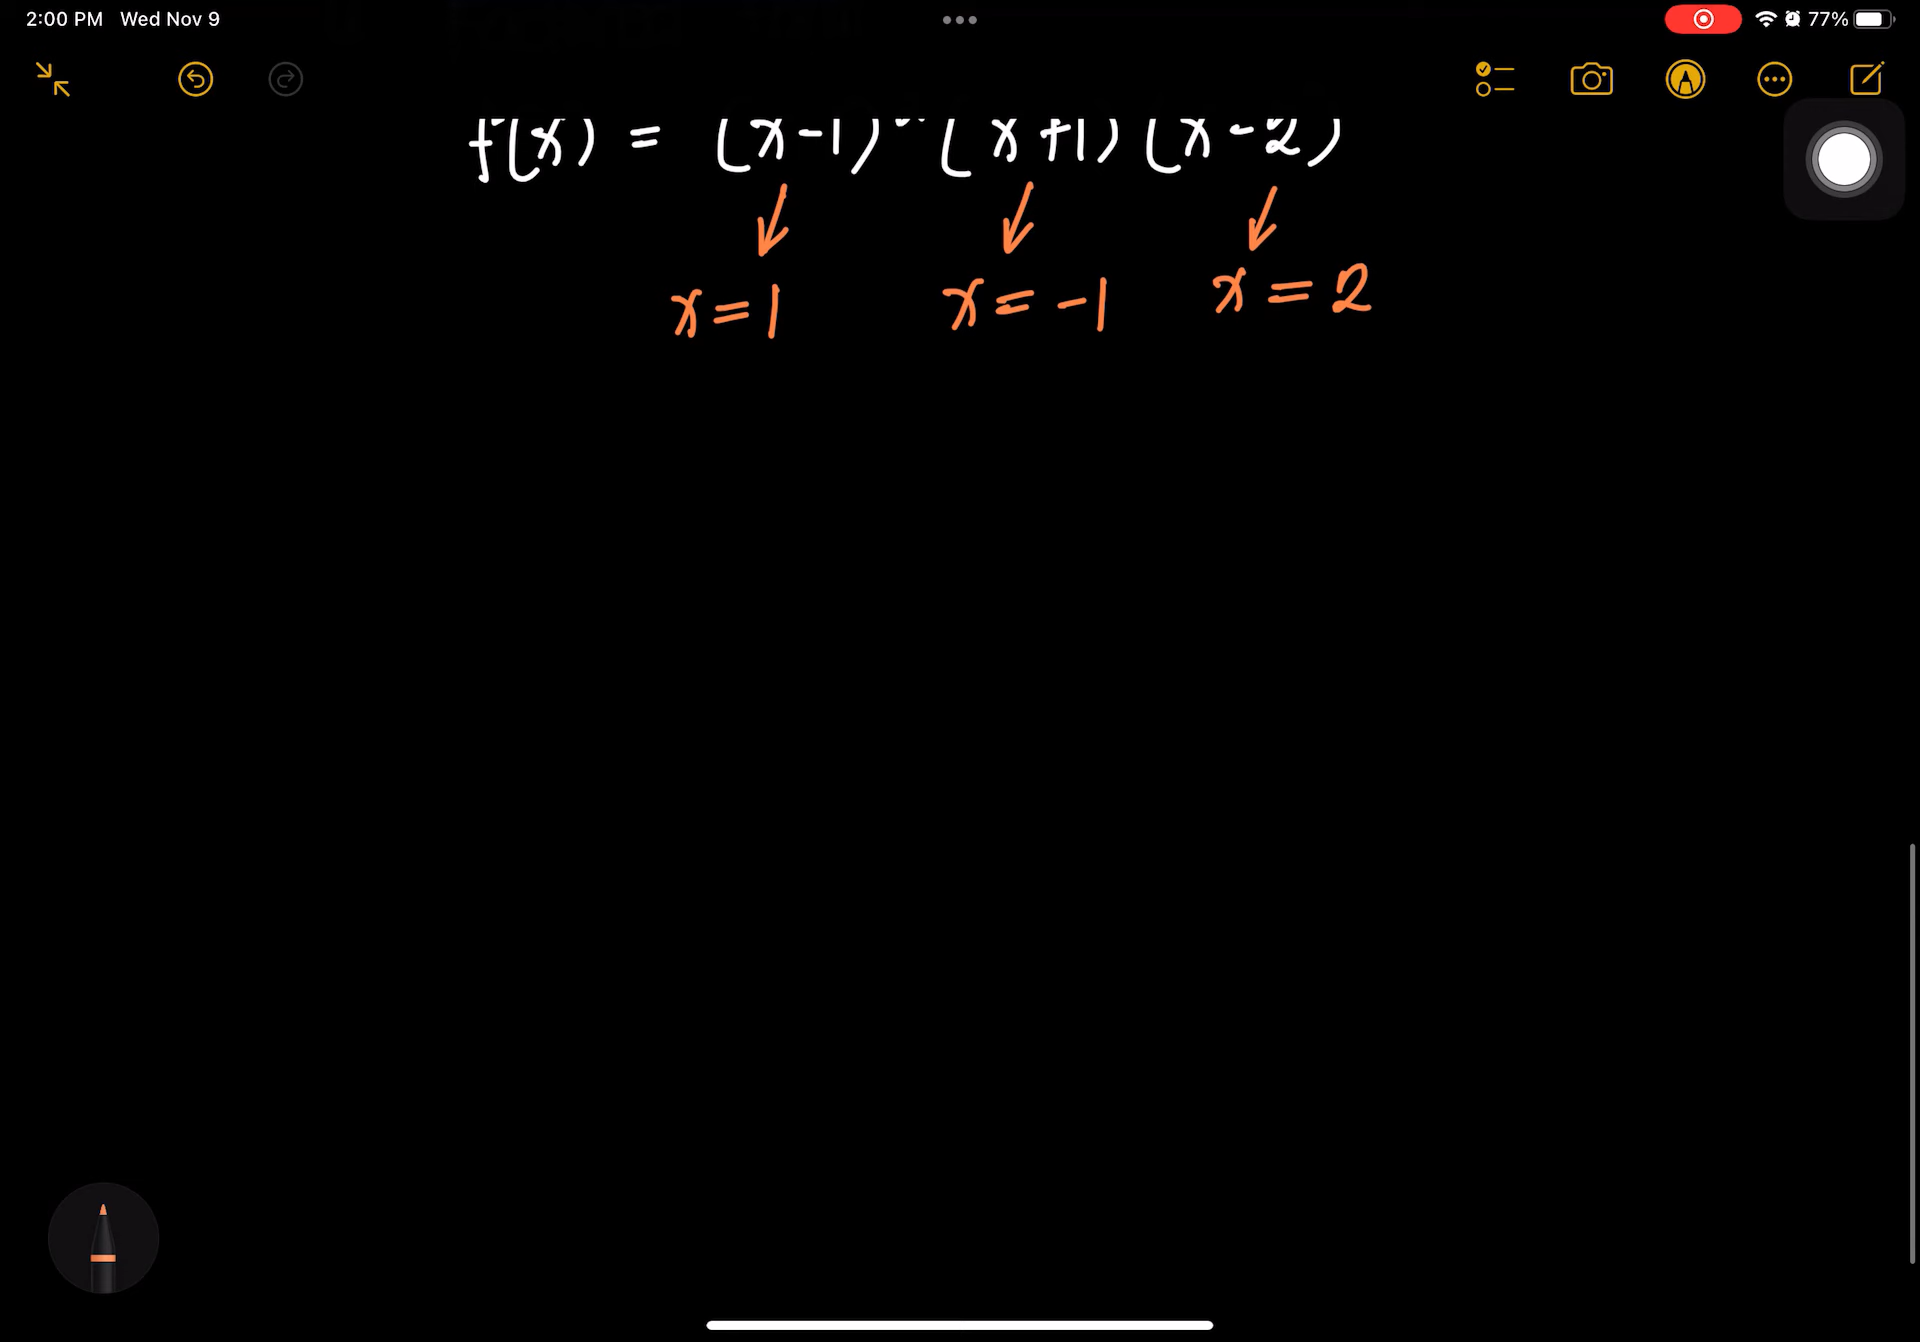 2:00 PM Wed Nov 9
77%
f(x) = (x-1)² (x+1) (x-2)
x=1 x=-1 x=2